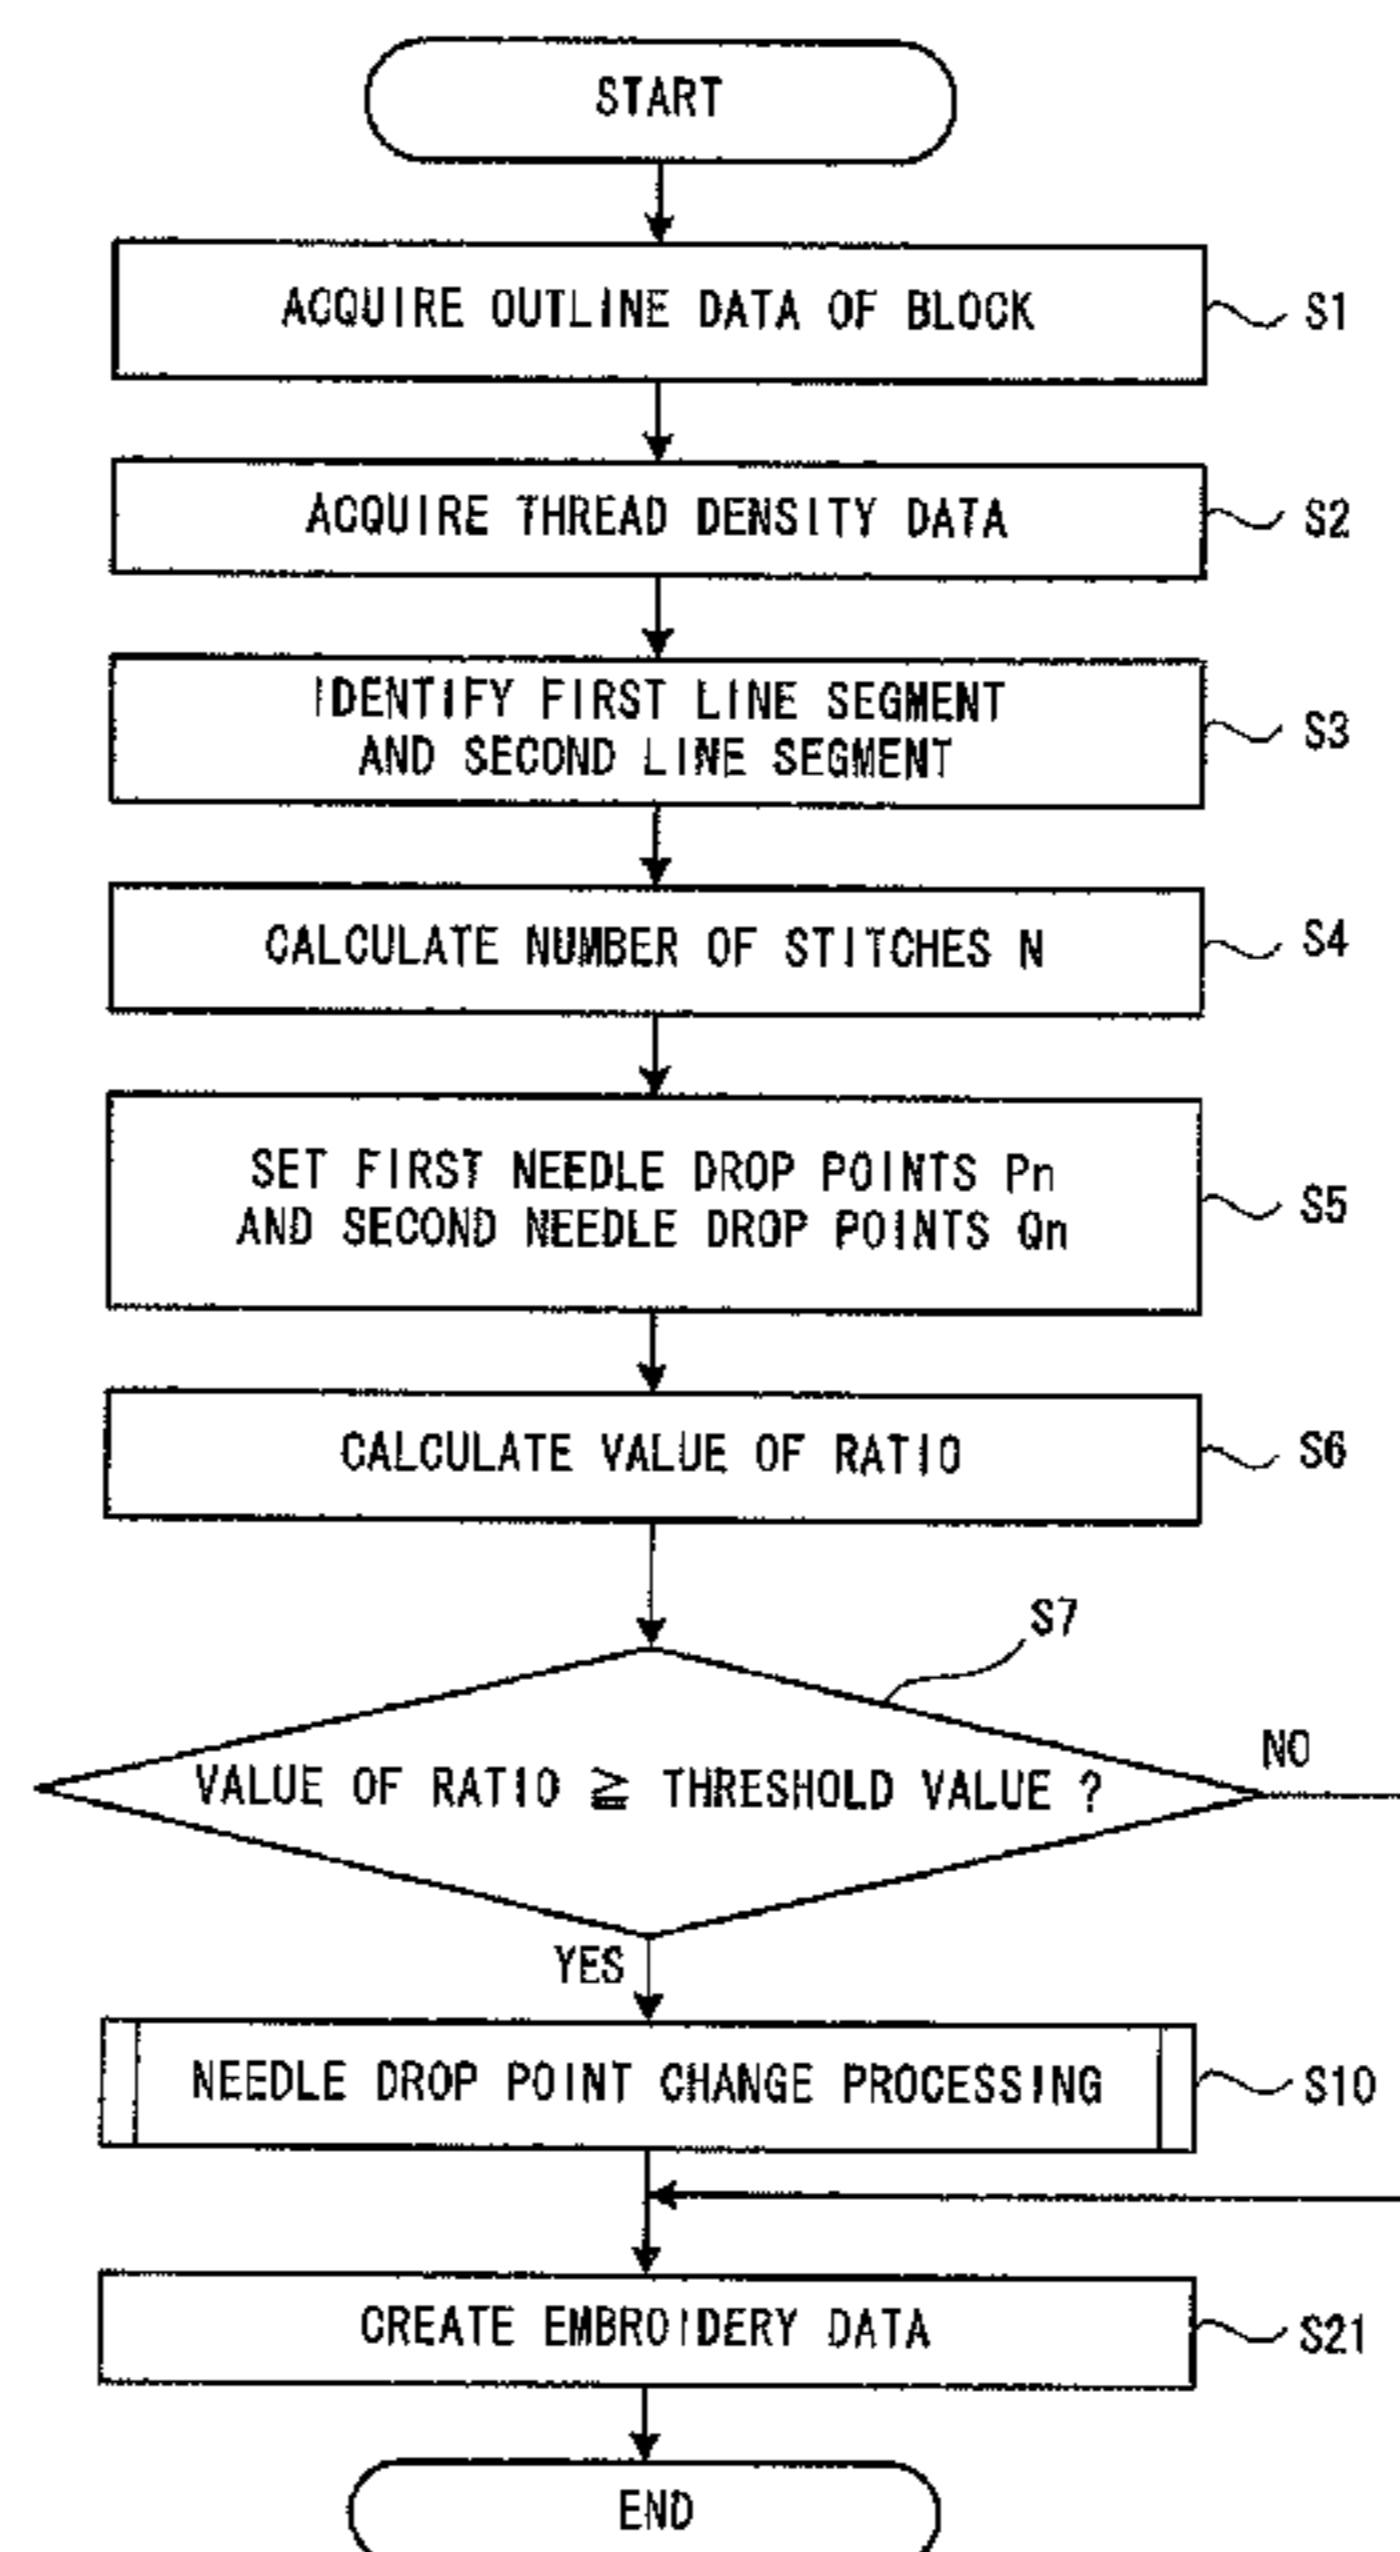 START
ACQUIRE OUTLINE DATA OF BLOCK
S1
ACQUIRE THREAD DENSITY DATA
S2
IDENTIFY FIRST LINE SEGMENT
AND SECOND LINE SEGMENT
S3
CALCULATE NUMBER OF STITCHES N
S4
SET FIRST NEEDLE DROP POINTS Pn
AND SECOND NEEDLE DROP POINTS Qn
S5
CALCULATE VALUE OF RATIO
S6
S7
VALUE OF RATIO ≧ THRESHOLD VALUE ?
NO
YES
NEEDLE DROP POINT CHANGE PROCESSING
S10
CREATE EMBROIDERY DATA
S21
END